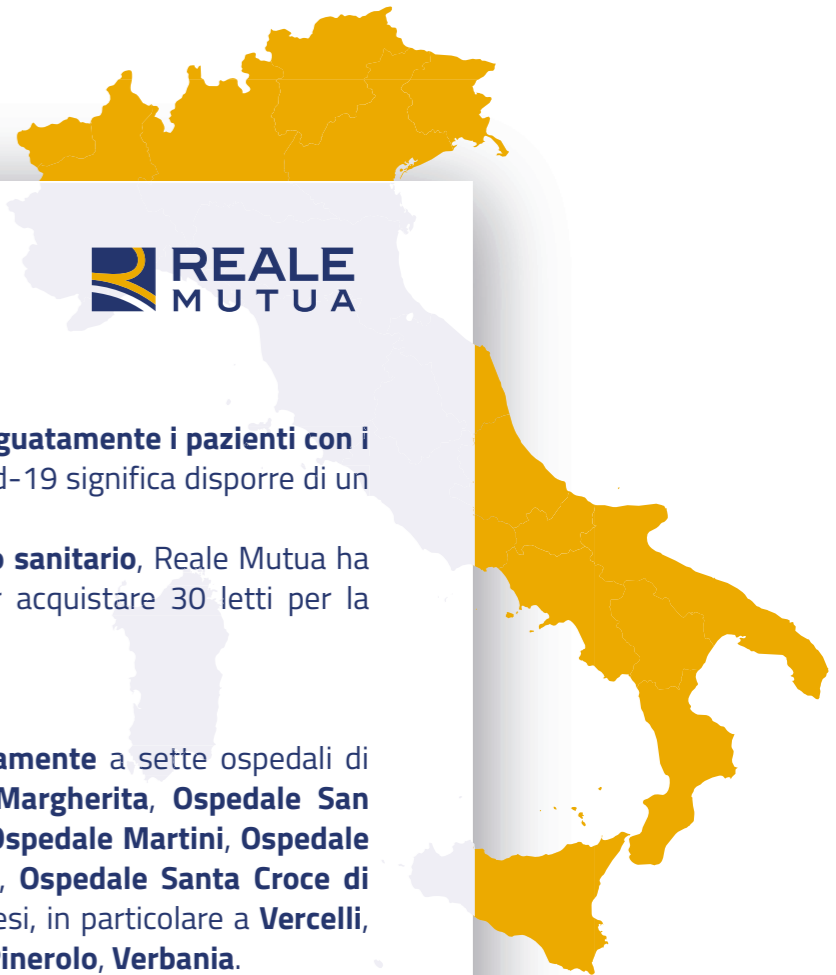 REALE
MUTUA
guatamente i pazienti con i
d-19 significa disporre di un
o sanitario, Reale Mutua ha
r acquistare 30 letti per la
amente a sette ospedali di
Margherita, Ospedale San
Ospedale Martini, Ospedale
, Ospedale Santa Croce di
esi, in particolare a Vercelli,
inerolo, Verbania.